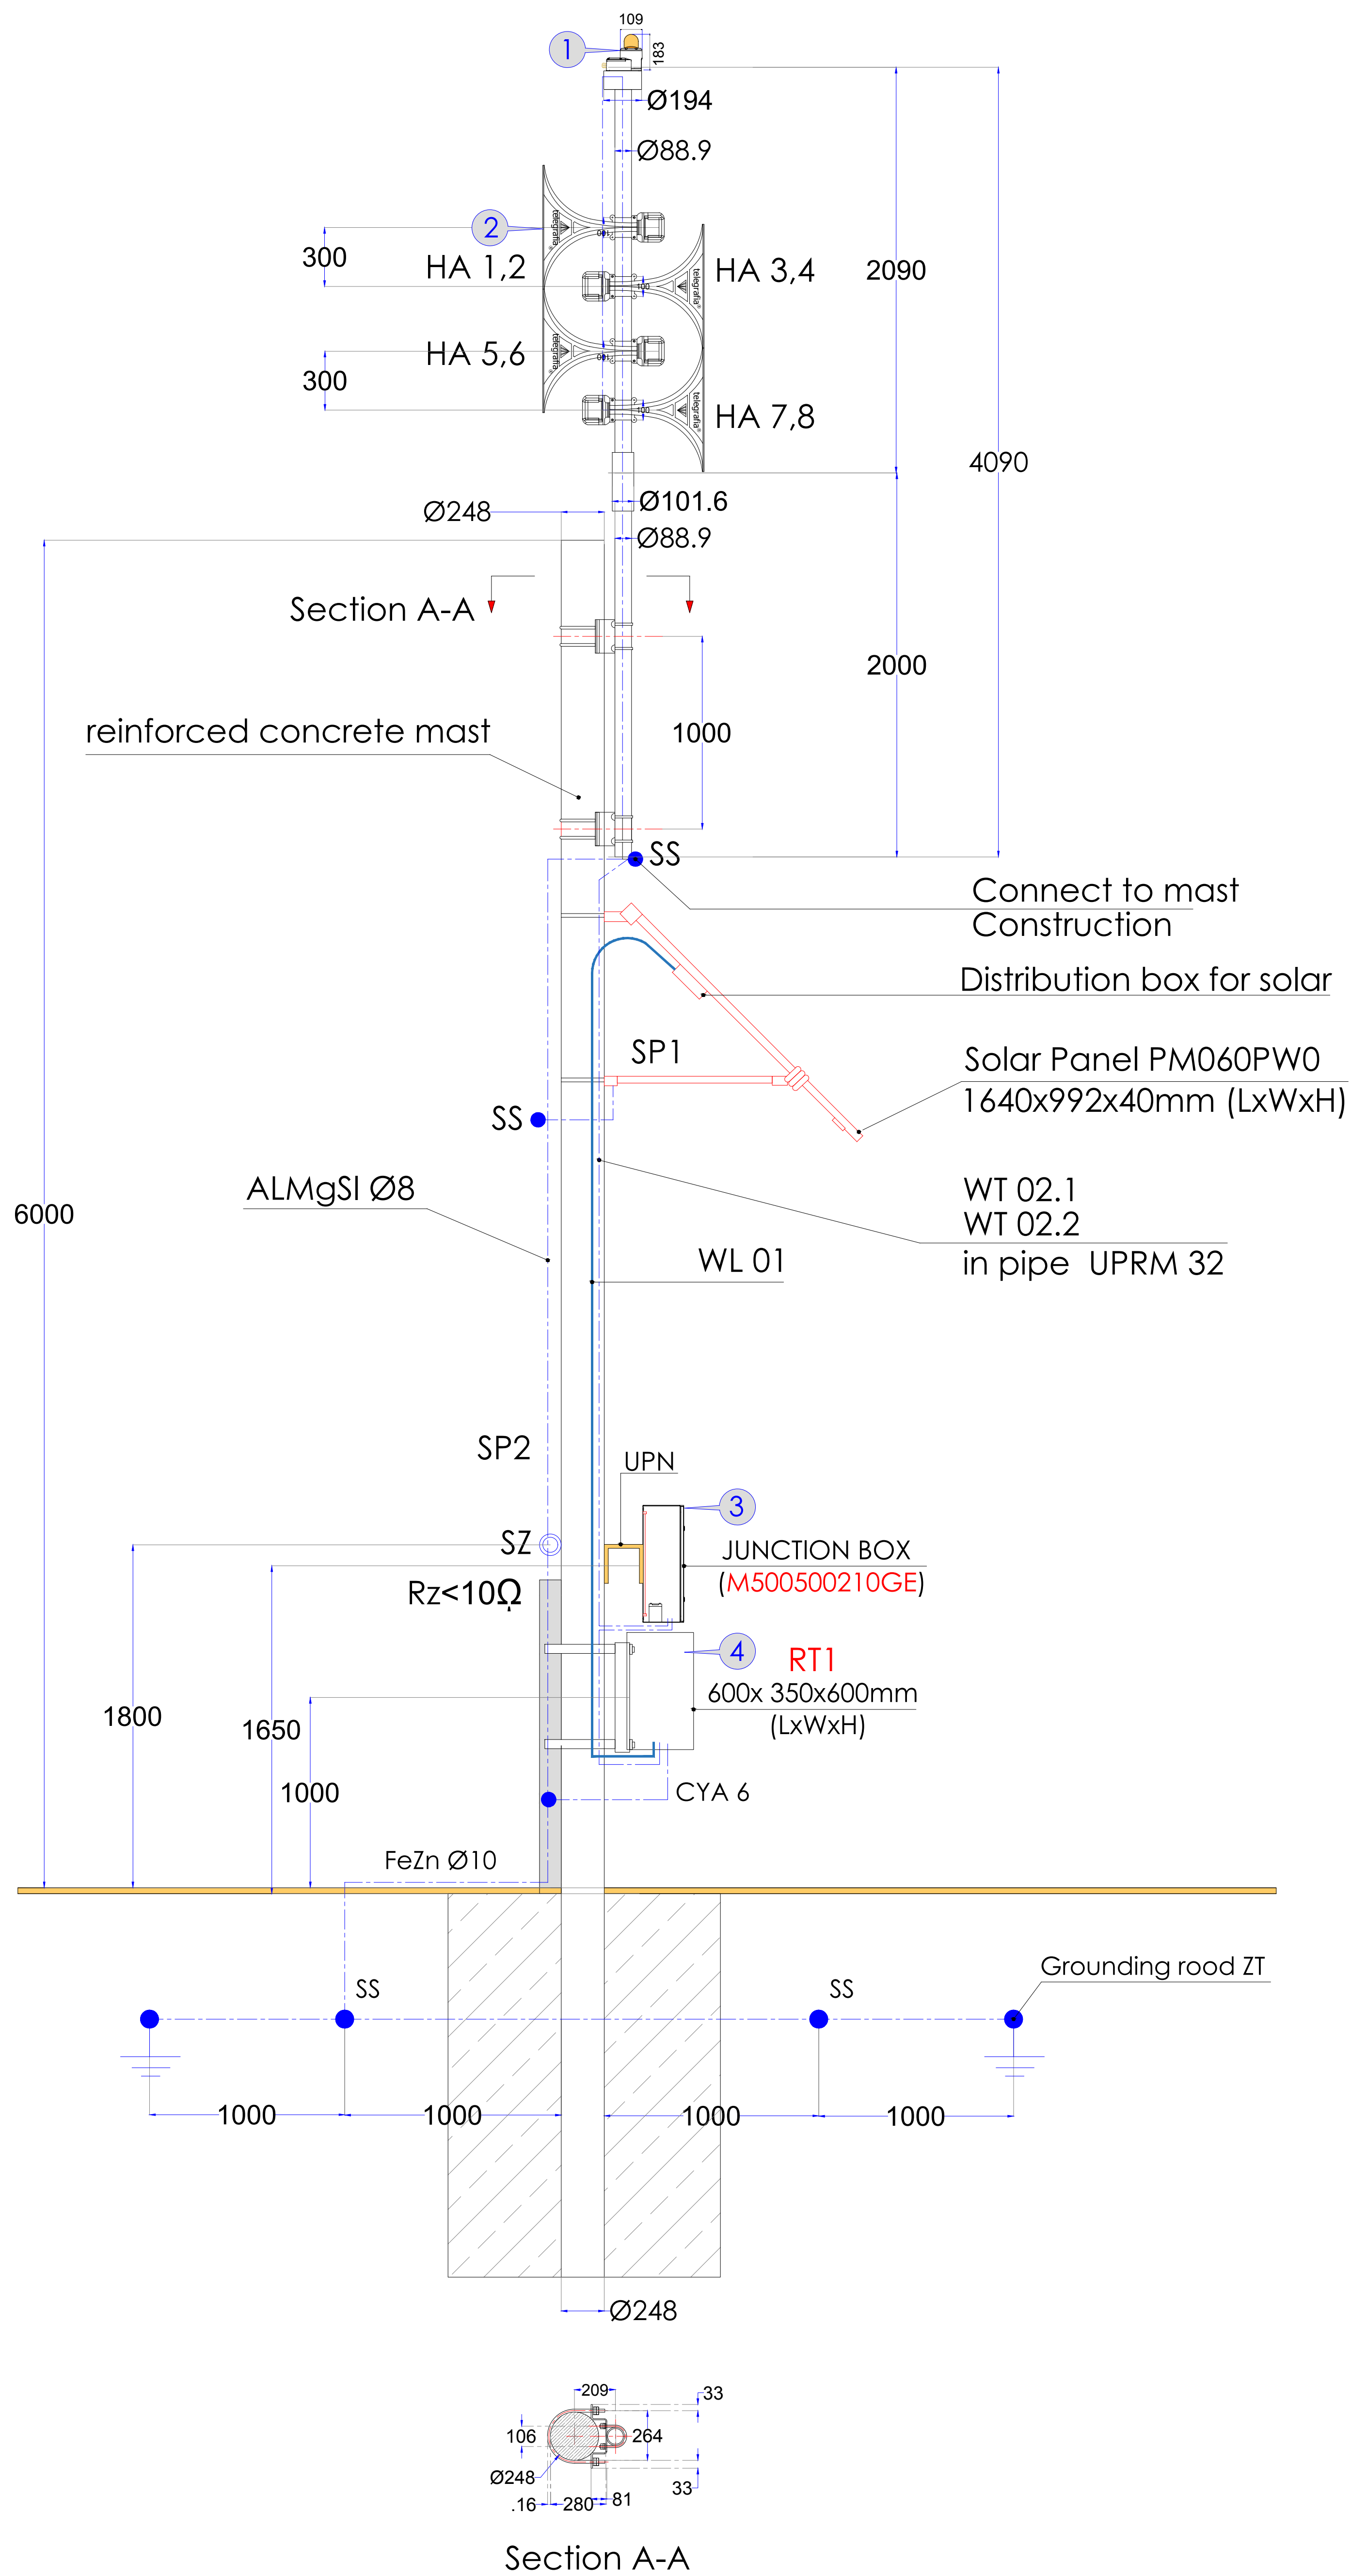 109
183
1
Ø194
Ø88.9
2
telegrafia®
300
HA 1,2
HA 3,4
telegrafia®
2090
telegrafia®
HA 5,6
300
telegrafia®
HA 7,8
4090
Ø101.6
Ø248
Ø88.9
Section A-A
2000
reinforced concrete mast
1000
SS
Connect to mast
Construction
Distribution box for solar
SP1
Solar Panel PM060PW0
1640x992x40mm (LxWxH)
SS
ALMgSI Ø8
WT 02.1
WT 02.2
in pipe UPRM 32
6000
WL 01
SP2
UPN
3
SZ
JUNCTION BOX
(M500500210GE)
Rz<10Ω
4
RT1
600x 350x600mm
(LxWxH)
1800
1650
1000
CYA 6
FeZn Ø10
Grounding rood ZT
SS
SS
1000
1000
1000
1000
Ø248
209
33
106
264
Ø248
33
.16
280
81
Section A-A